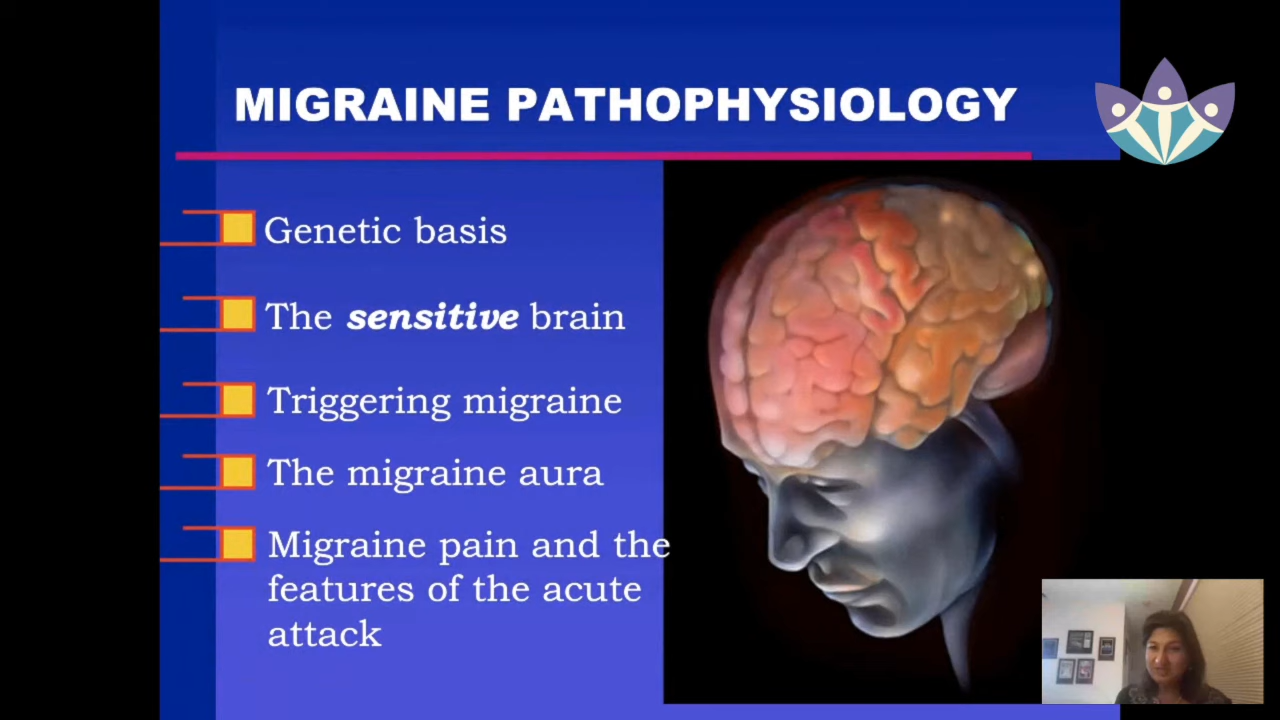 MIGRAINE PATHOPHYSIOLOGY
Genetic basis
The sensitive brain
Triggering migraine
The migraine aura
Migraine pain and the
features of the acute
attack